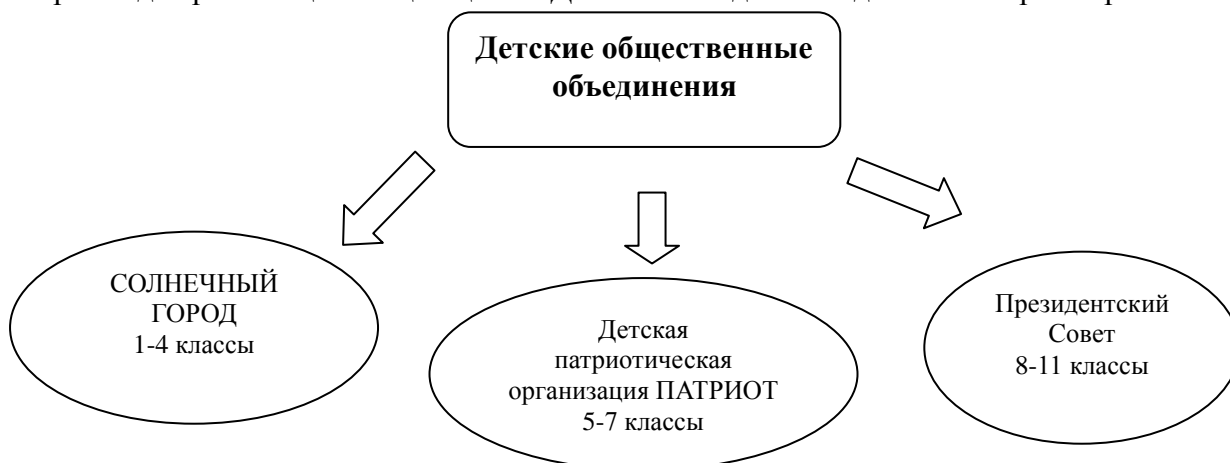 Детские общественные
объединения
СОЛНЕЧНЫЙ
ГОРОД
1-4 классы
Детская
патриотическая
организация ПАТРИОТ
5-7 классы
Президентский
Совет
8-11 классы